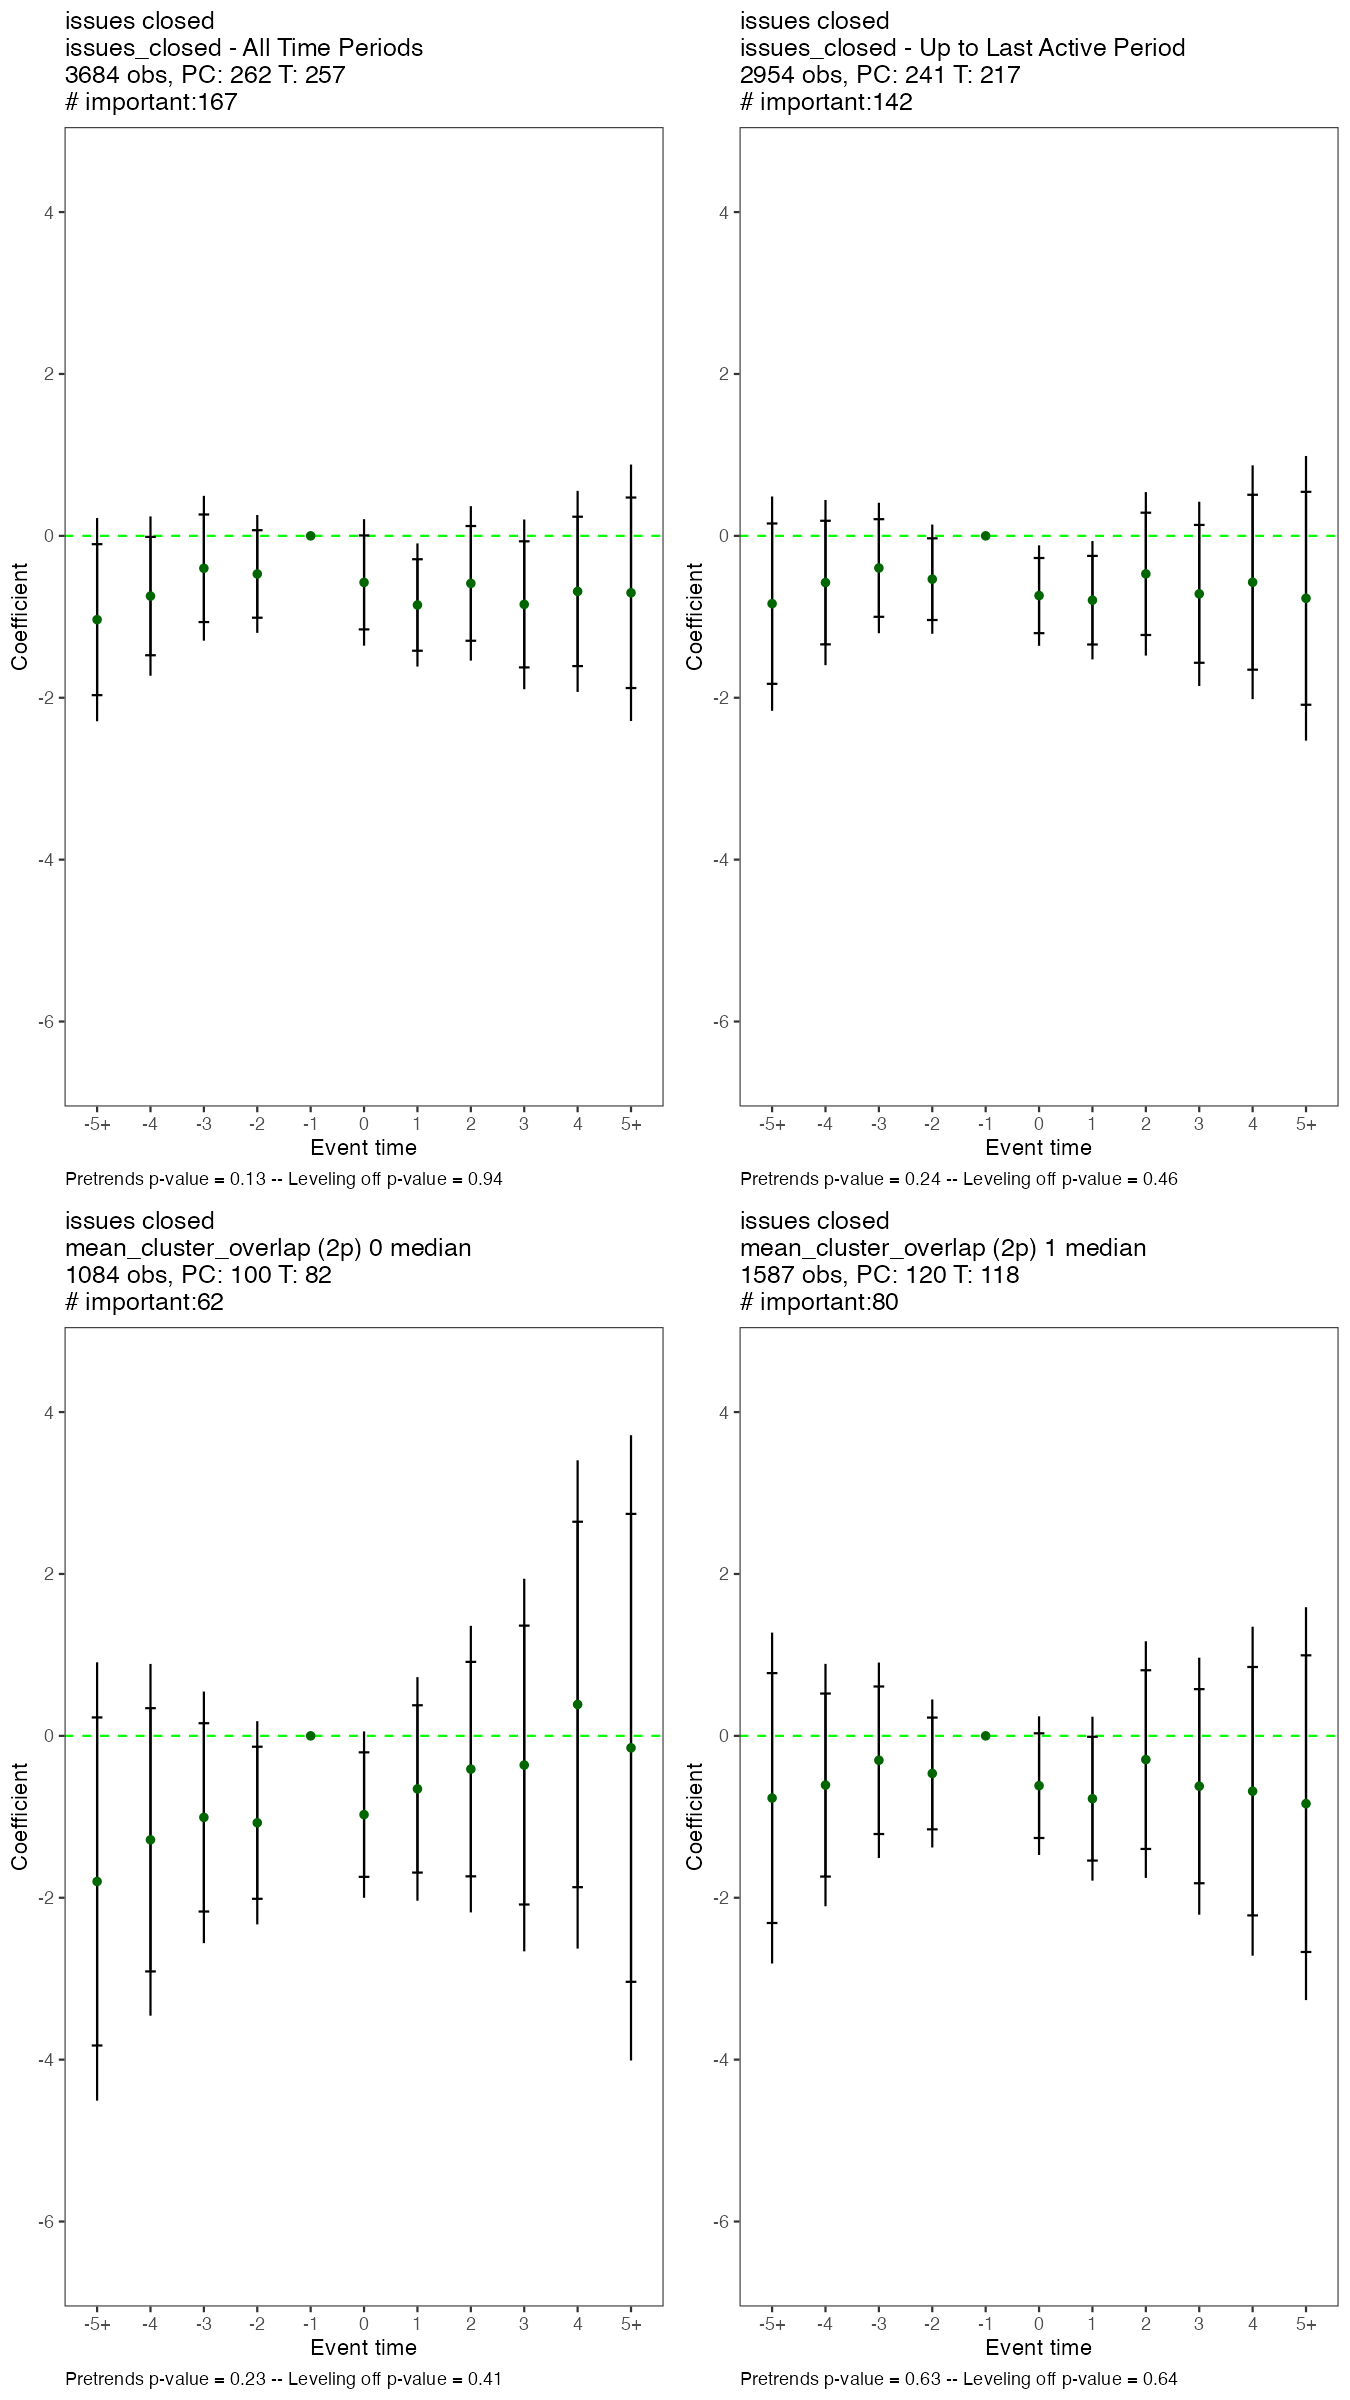 issues closed
issues_closed - All Time Periods
3684 obs, PC: 262 T: 257
# important:167
4
2
0
-2
-4
-6
Coefficient
-5+ -4 -3 -2 -1 0 1 2 3 4 5+
Event time
Pretrends p-value = 0.13 -- Leveling off p-value = 0.94
issues closed
issues_closed - Up to Last Active Period
2954 obs, PC: 241 T: 217
# important:142
4
2
0
-2
-4
-6
Coefficient
-5+ -4 -3 -2 -1 0 1 2 3 4 5+
Event time
Pretrends p-value = 0.24 -- Leveling off p-value = 0.46
issues closed
mean_cluster_overlap (2p) 0 median
1084 obs, PC: 100 T: 82
# important:62
4
2
0
-2
-4
-6
Coefficient
-5+ -4 -3 -2 -1 0 1 2 3 4 5+
Event time
Pretrends p-value = 0.23 -- Leveling off p-value = 0.41
issues closed
mean_cluster_overlap (2p) 1 median
1587 obs, PC: 120 T: 118
# important:80
4
2
0
-2
-4
-6
Coefficient
-5+ -4 -3 -2 -1 0 1 2 3 4 5+
Event time
Pretrends p-value = 0.63 -- Leveling off p-value = 0.64